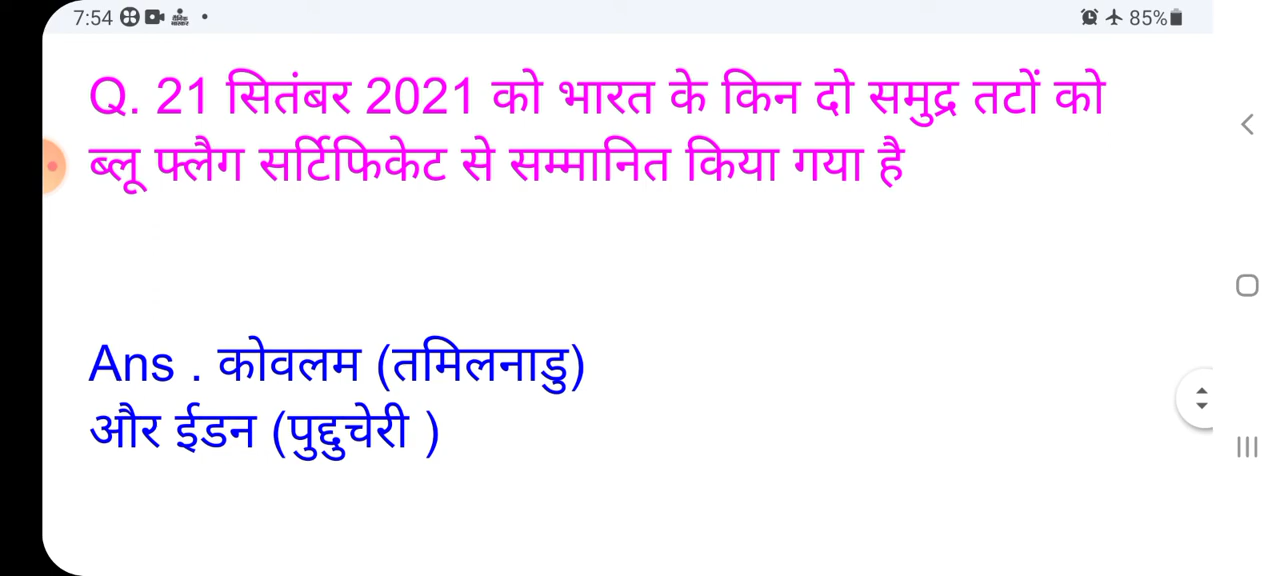 7:54
85%
Q. 21 सितंबर 2021 को भारत के किन दो समुद्र तटों को
ब्लू फ्लैग सर्टिफिकेट से सम्मानित किया गया है
Ans . कोवलम (तमिलनाडु)
और ईडन (पुद्दुचेरी )